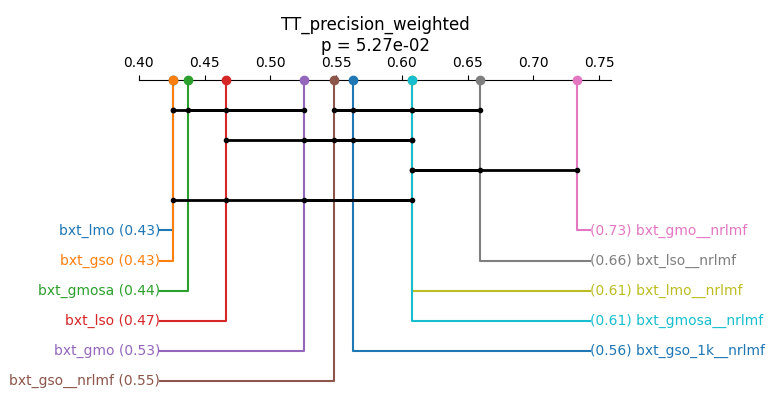 TT_precision_weighted
p = 5.27e-02
0.40 0.45 0.50 0.55 0.60 0.65 0.70 0.75
bxt_lmo (0.43) (0.73) bxt_gmo__nrlmf
bxt_gso (0.43) (0.66) bxt_lso__nrlmf
bxt_gmosa (0.44) (0.61) bxt_lmo__nrlmf
bxt_lso (0.47) (0.61) bxt_gmosa__nrlmf
bxt_gmo (0.53) (0.56) bxt_gso_1k__nrlmf
bxt_gso__nrlmf (0.55)